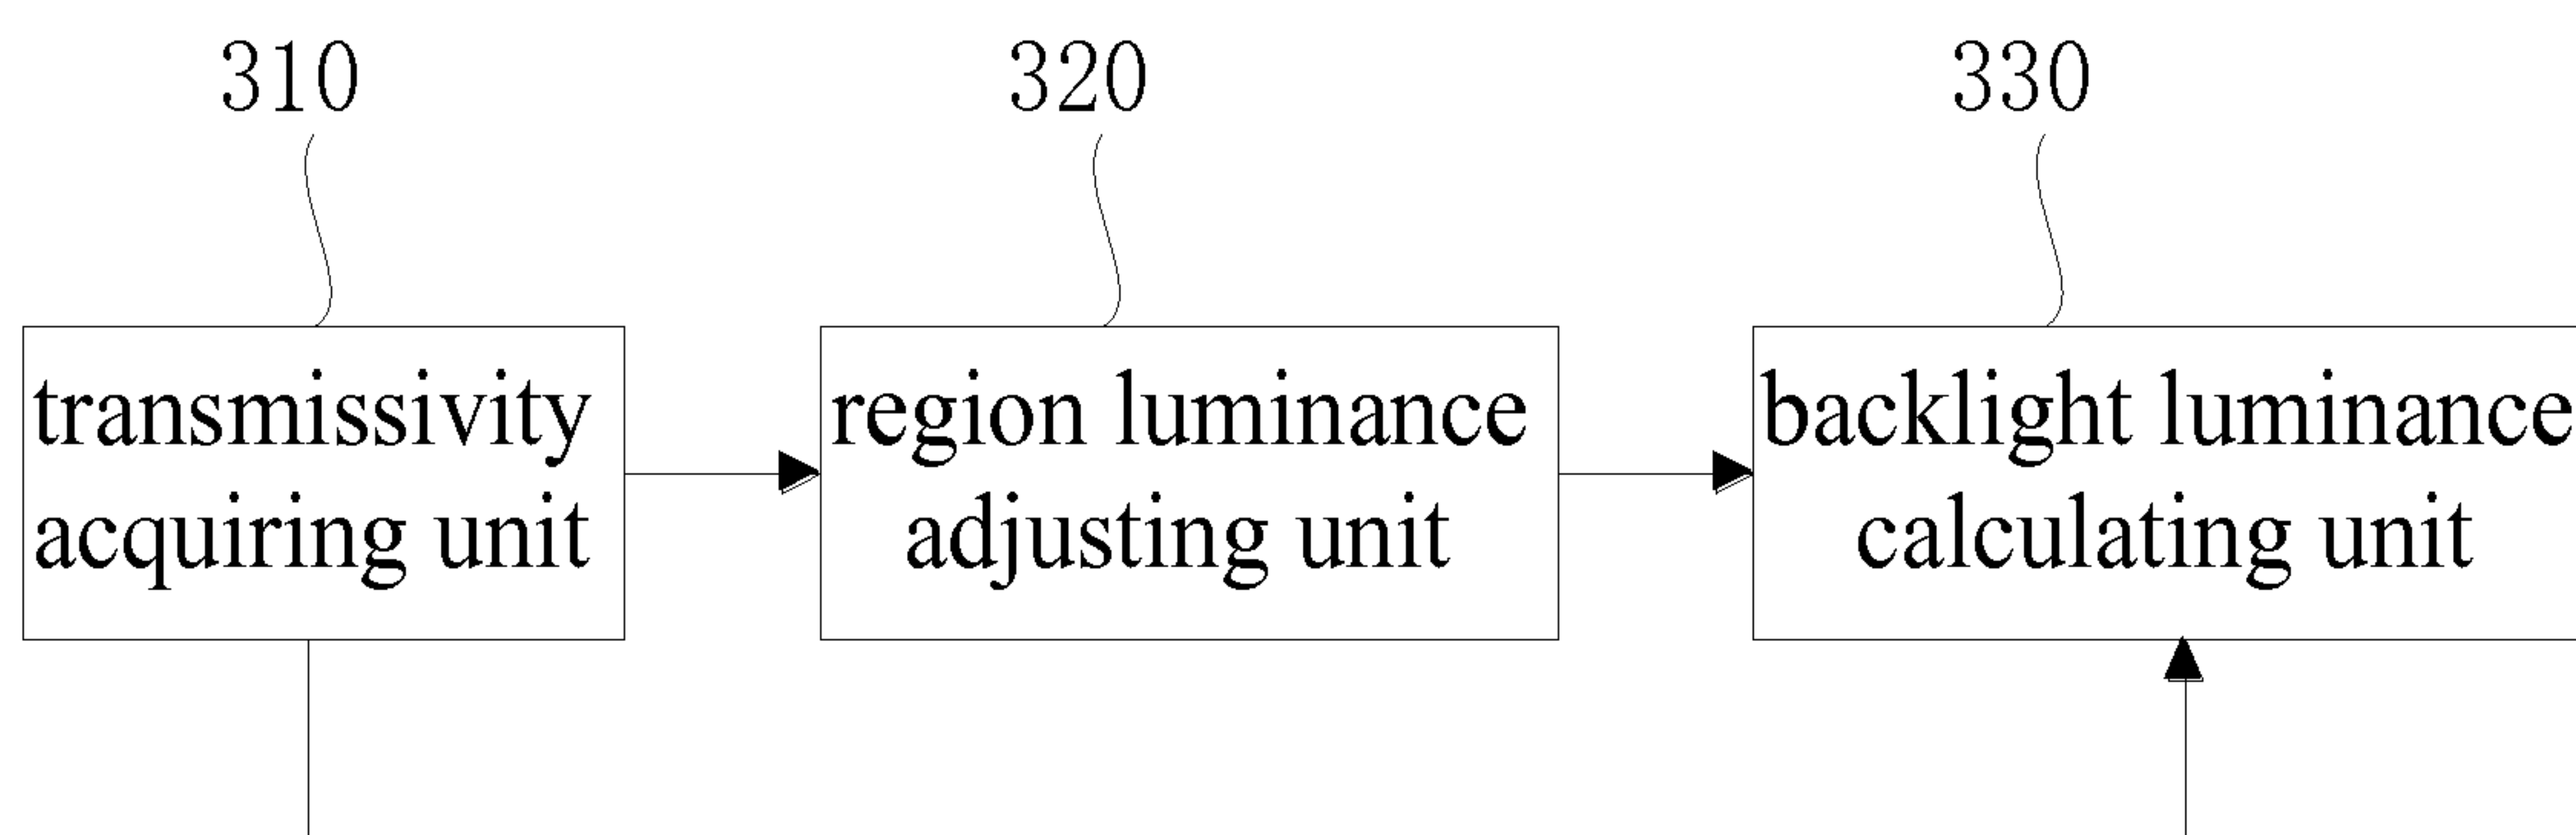 310
320
330
transmissivity
acquiring unit
region luminance
adjusting unit
backlight luminance
calculating unit